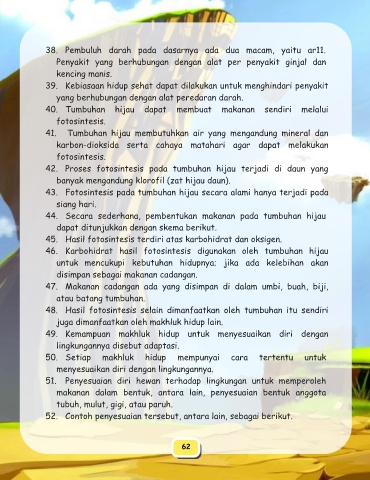 38. Pembuluh darah pada dasarnya ada dua macam, yaitu ar11.
Penyakit yang berhubungan dengan alat per penyakit ginjal dan
kencing manis.
39. Kebiasaan hidup sehat dapat dilakukan untuk menghindari penyakit
yang berhubungan dengan alat peredaran darah.
40. Tumbuhan hijau dapat membuat makanan sendiri melalui
fotosintesis.
41. Tumbuhan hijau membutuhkan air yang mengandung mineral dan
karbon-dioksida serta cahaya matahari agar dapat melakukan
fotosintesis.
42. Proses fotosintesis pada tumbuhan hijau terjadi di daun yang
banyak mengandung klorofil (zat hijau daun).
43. Fotosintesis pada tumbuhan hijau secara alami hanya terjadi pada
siang hari.
44. Secara sederhana, pembentukan makanan pada tumbuhan hijau
dapat ditunjukkan dengan skema berikut.
45. Hasil fotosintesis terdiri atas karbohidrat dan oksigen.
46. Karbohidrat hasil fotosintesis digunakan oleh tumbuhan hijau
untuk mencukupi kebutuhan hidupnya; jika ada kelebihan akan
disimpan sebagai makanan cadangan.
47. Makanan cadangan ada yang disimpan di dalam umbi, buah, biji,
atau batang tumbuhan.
48. Hasil fotosintesis selain dimanfaatkan oleh tumbuhan itu sendiri
juga dimanfaatkan oleh makhluk hidup lain.
49. Kemampuan makhluk hidup untuk menyesuaikan diri dengan
lingkungannya disebut adaptasi.
50. Setiap makhluk hidup mempunyai cara tertentu untuk
menyesuaikan diri dengan lingkungannya.
51. Penyesuaian diri hewan terhadap lingkungan untuk memperoleh
makanan dalam bentuk, antara lain, penyesuaian bentuk anggota
tubuh, mulut, gigi, atau paruh.
52. Contoh penyesuaian tersebut, antara lain, sebagai berikut.
62